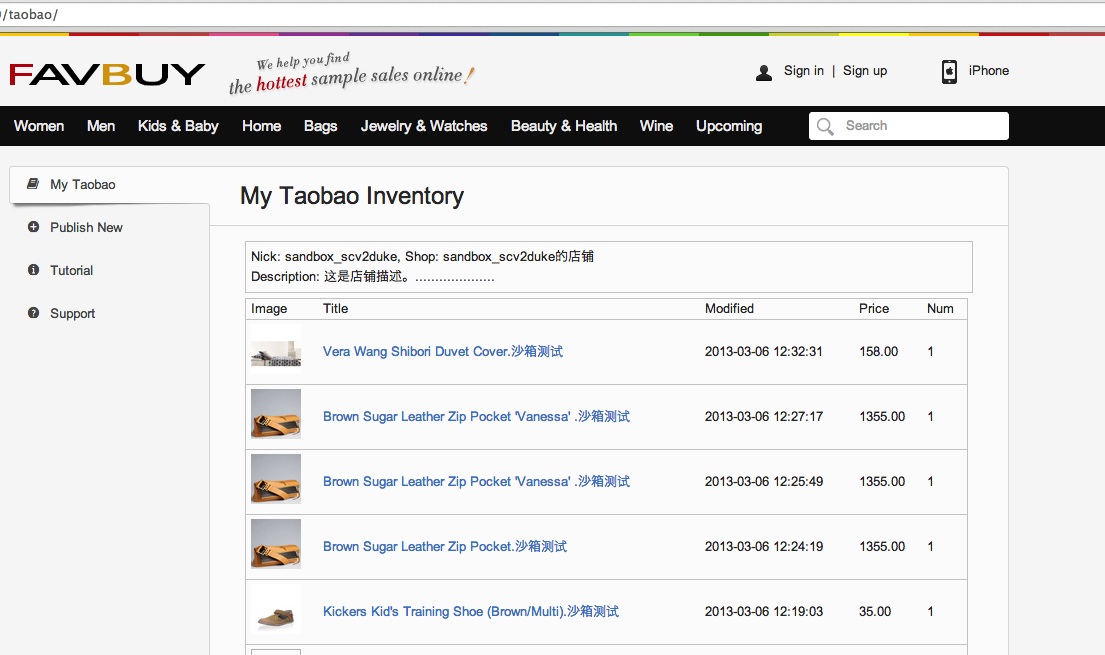 /taobao/
FAVBUY
We help you find
the hottest sample sales online!
Sign in | Sign up
iPhone
Women Men Kids & Baby Home Bags Jewelry & Watches Beauty & Health Wine Upcoming Search
My Taobao
Publish New
Tutorial
Support
My Taobao Inventory
Nick: sandbox_scv2duke, Shop: sandbox_scv2duke的店铺
Description: 这是店铺描述。....................
Image Title Modified Price Num
Vera Wang Shibori Duvet Cover.沙箱测试 2013-03-06 12:32:31 158.00 1
Brown Sugar Leather Zip Pocket 'Vanessa' .沙箱测试 2013-03-06 12:27:17 1355.00 1
Brown Sugar Leather Zip Pocket 'Vanessa' .沙箱测试 2013-03-06 12:25:49 1355.00 1
Brown Sugar Leather Zip Pocket.沙箱测试 2013-03-06 12:24:19 1355.00 1
Kickers Kid's Training Shoe (Brown/Multi).沙箱测试 2013-03-06 12:19:03 35.00 1